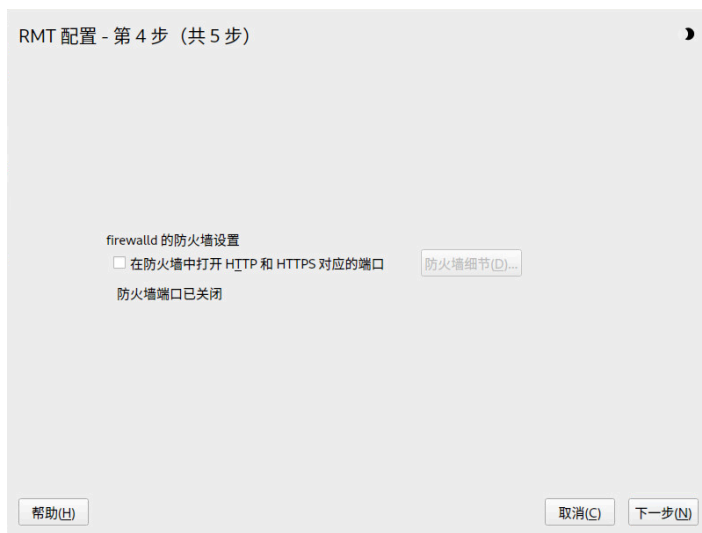 RMT 配置 - 第 4 步（共 5 步）
firewalld 的防火墙设置
在防火墙中打开 HTTP 和 HTTPS 对应的端口 防火墙细节(D)...
防火墙端口已关闭
帮助(H) 取消(C) 下一步(N)